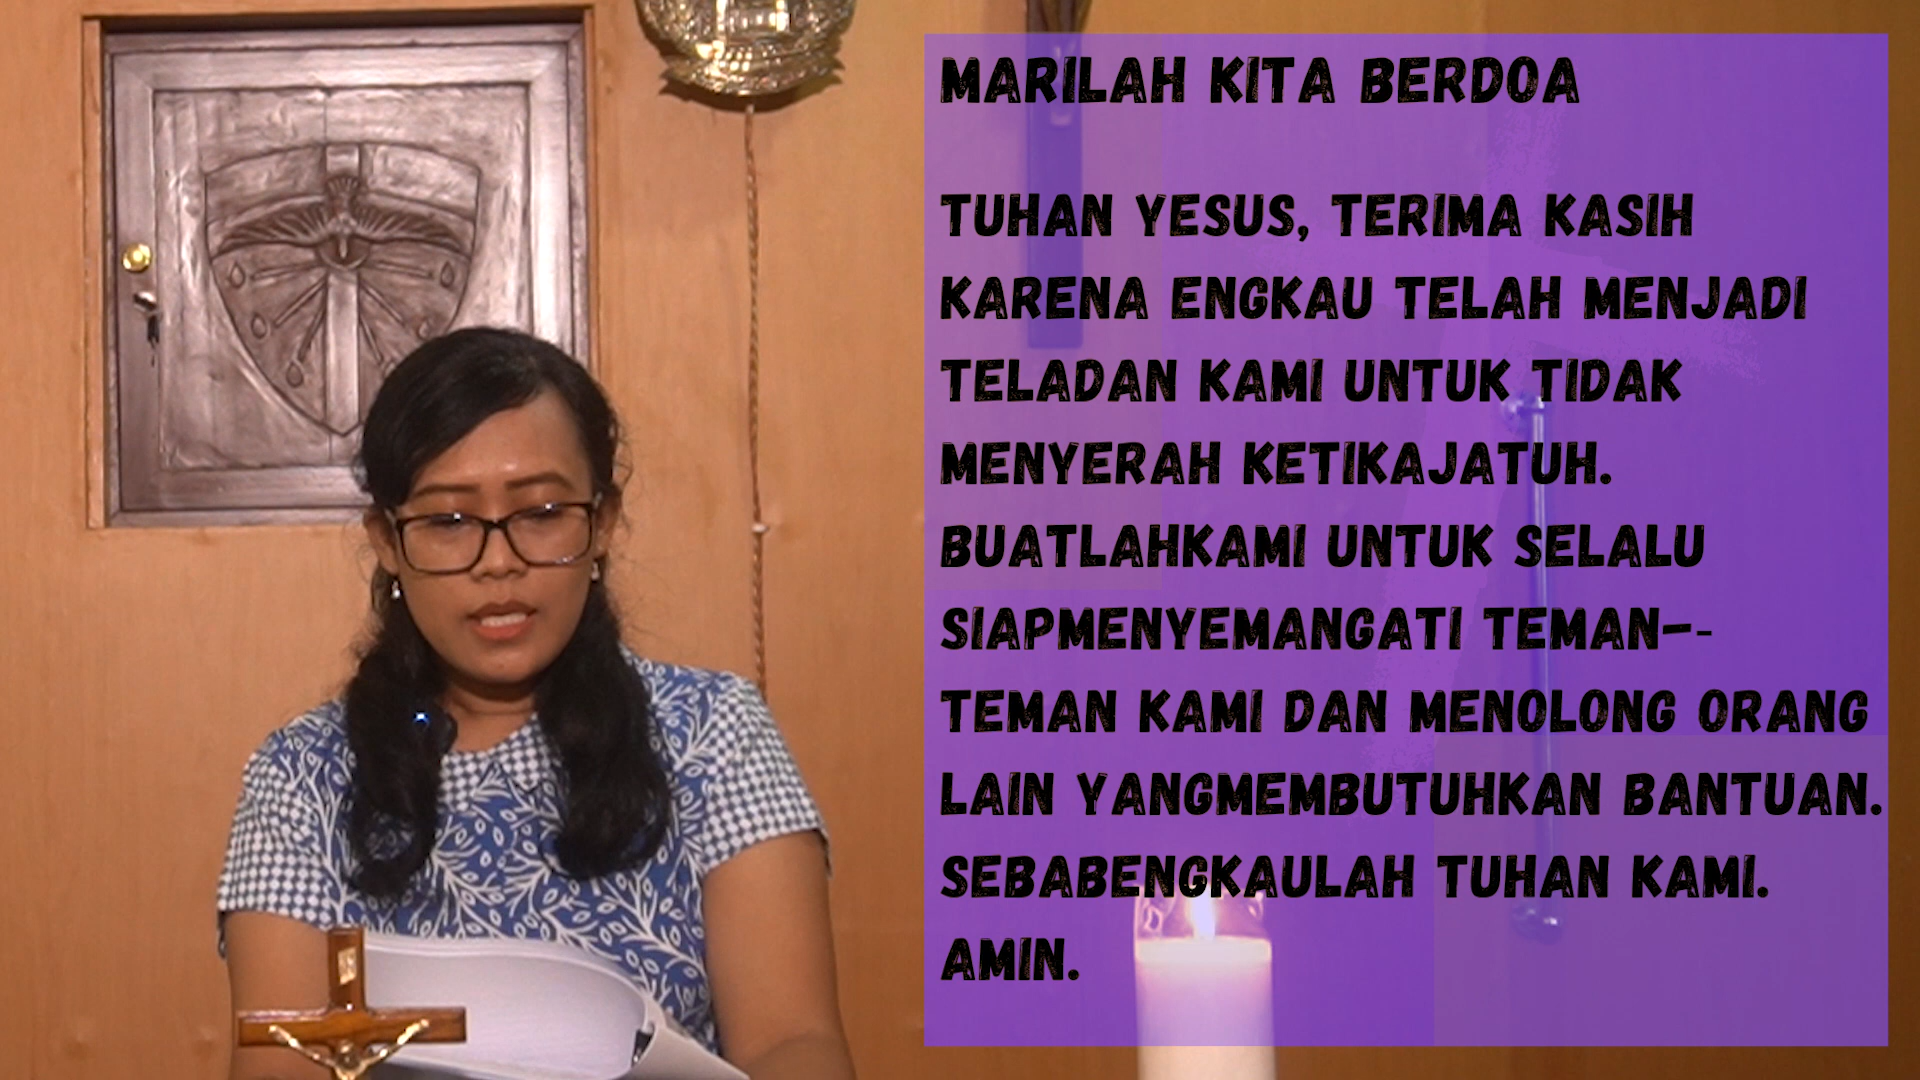 MARILAH KITA BERDOA
TUHAN YESUS, TERIMA KASIH
KARENA ENGKAU TELAH MENJADI
TELADAN KAMI UNTUK TIDAK
MENYERAH KETIKAJATUH.
BUATLAHKAMI UNTUK SELALU
SIAPMENYEMANGATI TEMAN--
TEMAN KAMI DAN MENOLONG ORANG
LAIN YANGMEMBUTUHKAN BANTUAN.
SEBABENGKAULAH TUHAN KAMI.
AMIN.